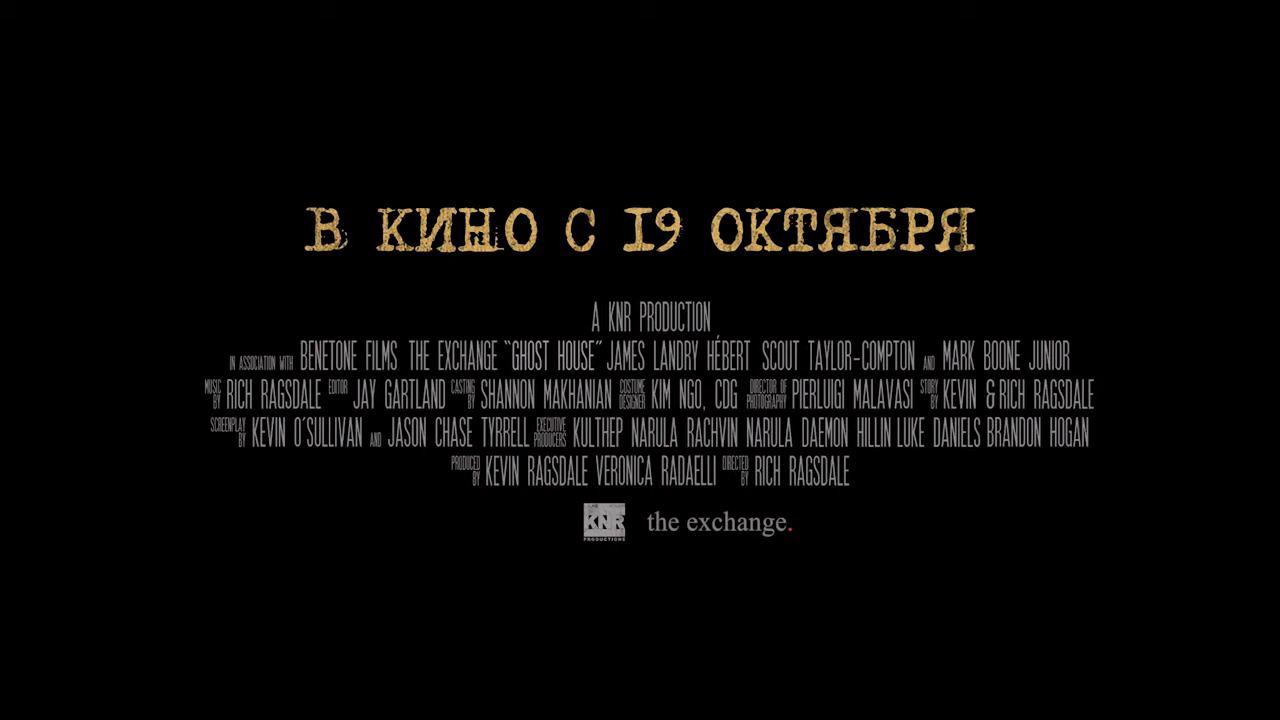 В КИНО С 19 ОКТЯБРЯ
A KNR PRODUCTION
IN ASSOCIATION WITH BENETONE FILMS THE EXCHANGE “GHOST HOUSE” JAMES LANDRY HÉBERT SCOUT TAYLOR-COMPTON AND MARK BOONE JUNIOR
MUSIC BY RICH RAGSDALE EDITOR JAY GARTLAND CASTING BY SHANNON MAKHANIAN COSTUME DESIGNER KIM NGO, CDG DIRECTOR OF PHOTOGRAPHY PIERLUIGI MALAVASI STORY BY KEVIN & RICH RAGSDALE
SCREENPLAY BY KEVIN O'SULLIVAN AND JASON CHASE TYRRELL EXECUTIVE PRODUCERS KULTHEP NARULA RACHVIN NARULA DAEMON HILLIN LUKE DANIELS BRANDON HOGAN
PRODUCED BY KEVIN RAGSDALE VERONICA RADAELLI DIRECTED BY RICH RAGSDALE
KNR PRODUCTIONS the exchange.